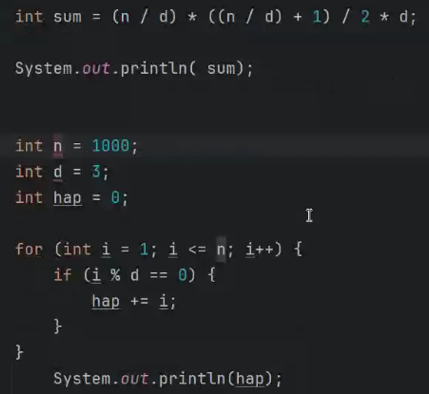 int sum = (n / d) * ((n / d) + 1) / 2 * d;
System.out.println( sum);
int n = 1000;
int d = 3;
int hap = 0;
for (int i = 1; i <= n; i++) {
    if (i % d == 0) {
        hap += i;
    }
}
    System.out.println(hap);